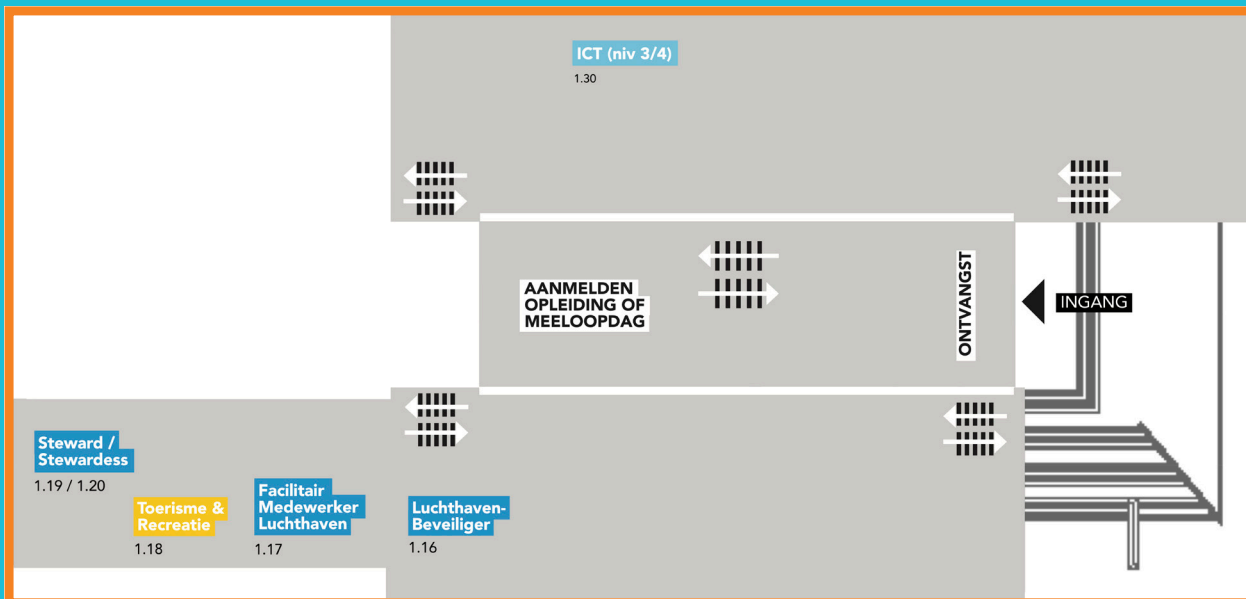 ICT (niv 3/4)
1.30
AANMELDEN
OPLEIDING OF
MEELOOPDAG
ONTVANGST
INGANG
Steward /
Stewardess
1.19 / 1.20
Toerisme &
Recreatie
1.18
Facilitair
Medewerker
Luchthaven
1.17
Luchthaven-
Beveiliger
1.16